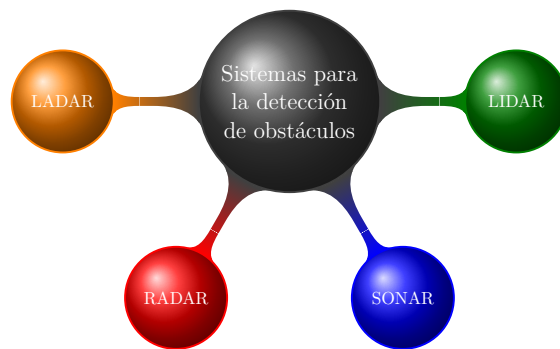 Sistemas para
la detección
de obstáculos
LADAR
LIDAR
RADAR
SONAR